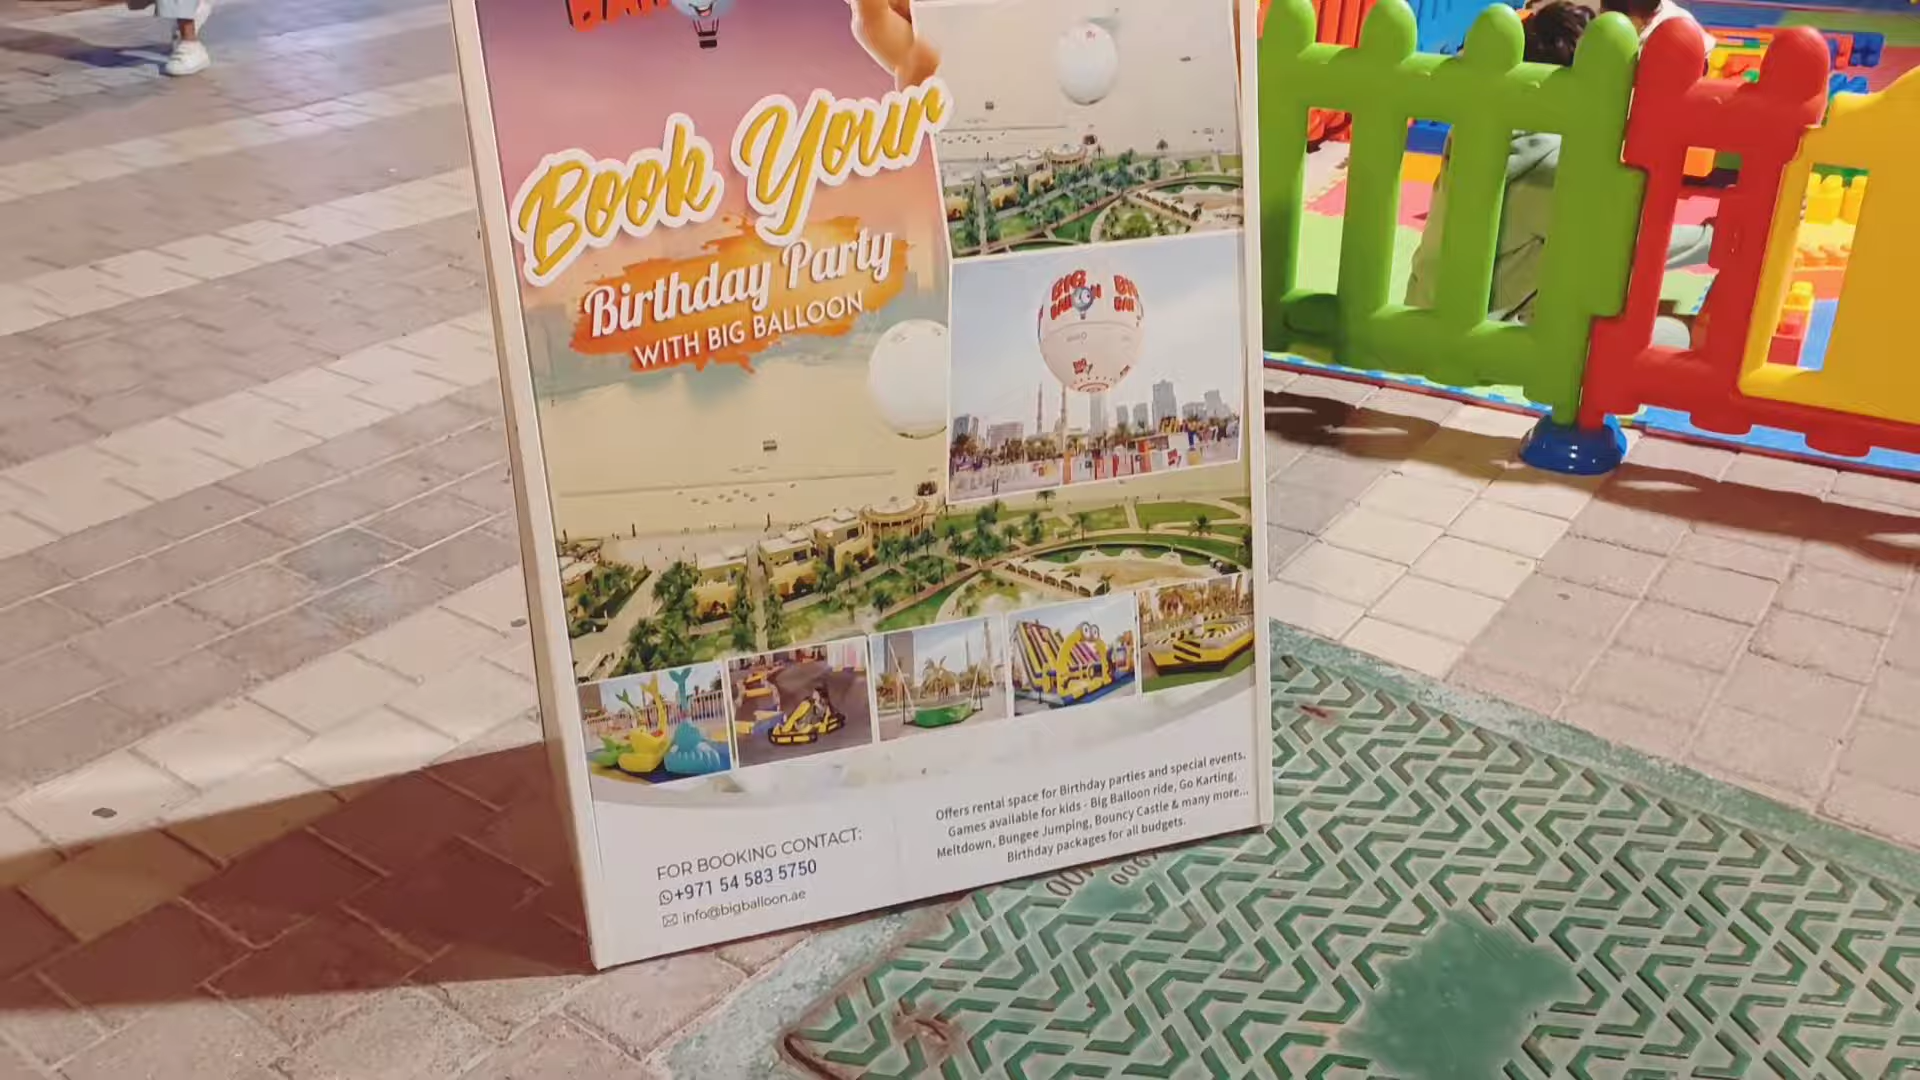 Book Your
Birthday Party
WITH BIG BALLOON
BIG
BALLOON
BIG
Offers rental space for Birthday parties and special events.
Games available for kids - Big Balloon ride, Go Karting,
Meltdown, Bungee Jumping, Bouncy Castle & many more...
Birthday packages for all budgets.
FOR BOOKING CONTACT:
+971 54 583 5750
info@bigballoon.ae